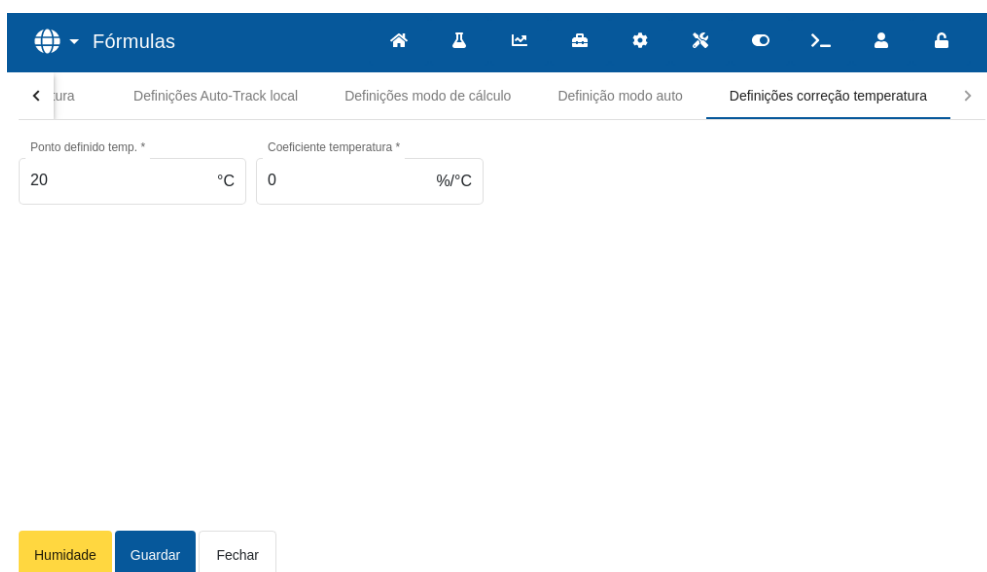 Fórmulas
Definições Auto-Track local Definições modo de cálculo Definição modo auto Definições correção temperatura
Ponto definido temp. * Coeficiente temperatura *
20 °C 0 %/°C
Humidade Guardar Fechar